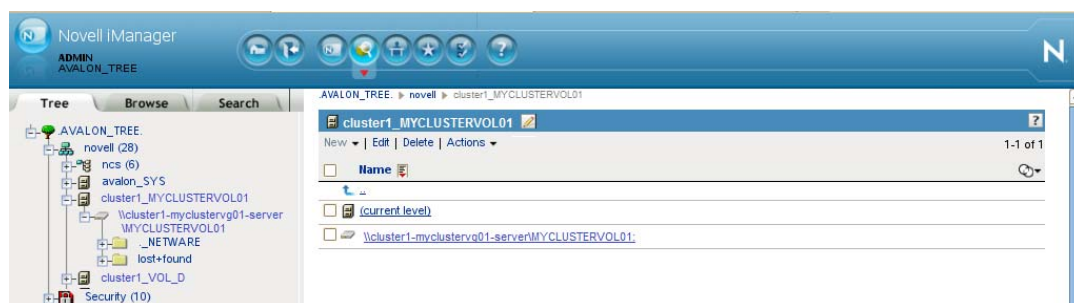 Novell iManager
ADMIN
AVALON_TREE
N
Tree Browse Search
.AVALON_TREE.
novell (28)
ncs (6)
avalon_SYS
cluster1_MYCLUSTERVOL01
\\cluster1-myclustervg01-server
\MYCLUSTERVOL01
._NETWARE
lost+found
cluster1_VOL_D
Security (10)
.AVALON_TREE. novell cluster1_MYCLUSTERVOL01
cluster1_MYCLUSTERVOL01 ?
New | Edit | Delete | Actions 1-1 of 1
Name
..
(current level)
\\cluster1-myclustervg01-server\MYCLUSTERVOL01: